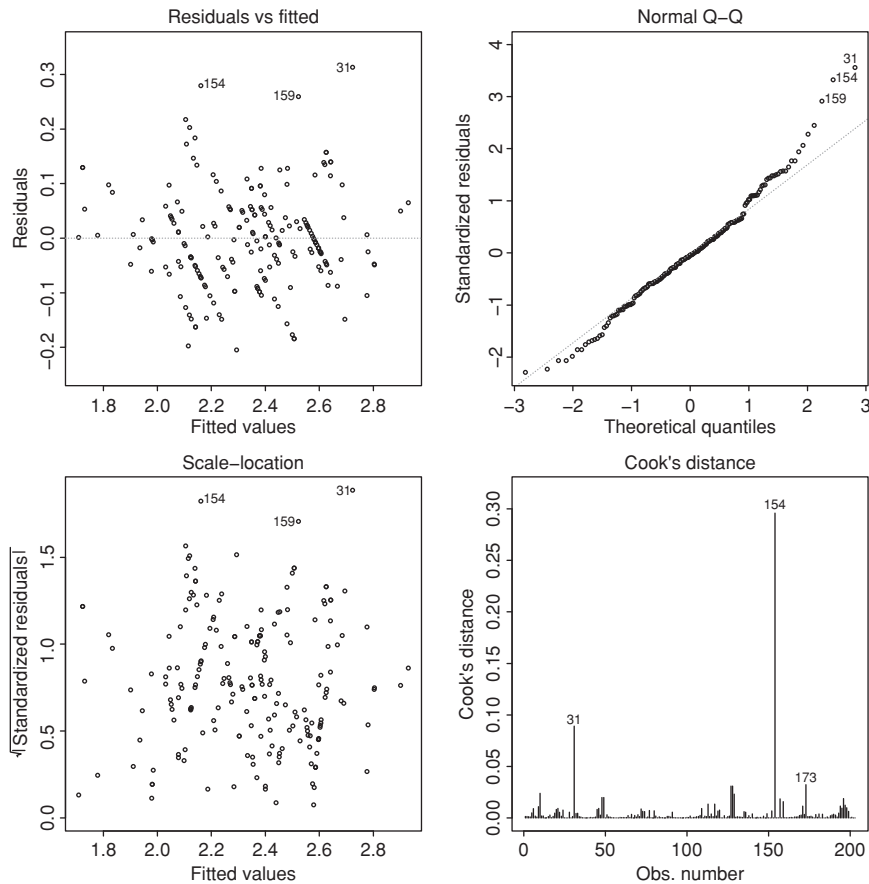 Residuals vs fitted
Residuals
0.3
0.2
0.1
0.0
−0.1
−0.2
154
159
31
1.8 2.0 2.2 2.4 2.6 2.8
Fitted values
Normal Q−Q
Standardized residuals
4
3
2
1
0
−1
−2
31
154
159
−3 −2 −1 0 1 2 3
Theoretical quantiles
Scale−location
√|Standardized residuals|
1.5
1.0
0.5
0.0
154
159
31
1.8 2.0 2.2 2.4 2.6 2.8
Fitted values
Cook's distance
Cook's distance
0.30
0.25
0.20
0.15
0.10
0.05
0.00
154
31
173
0 50 100 150 200
Obs. number